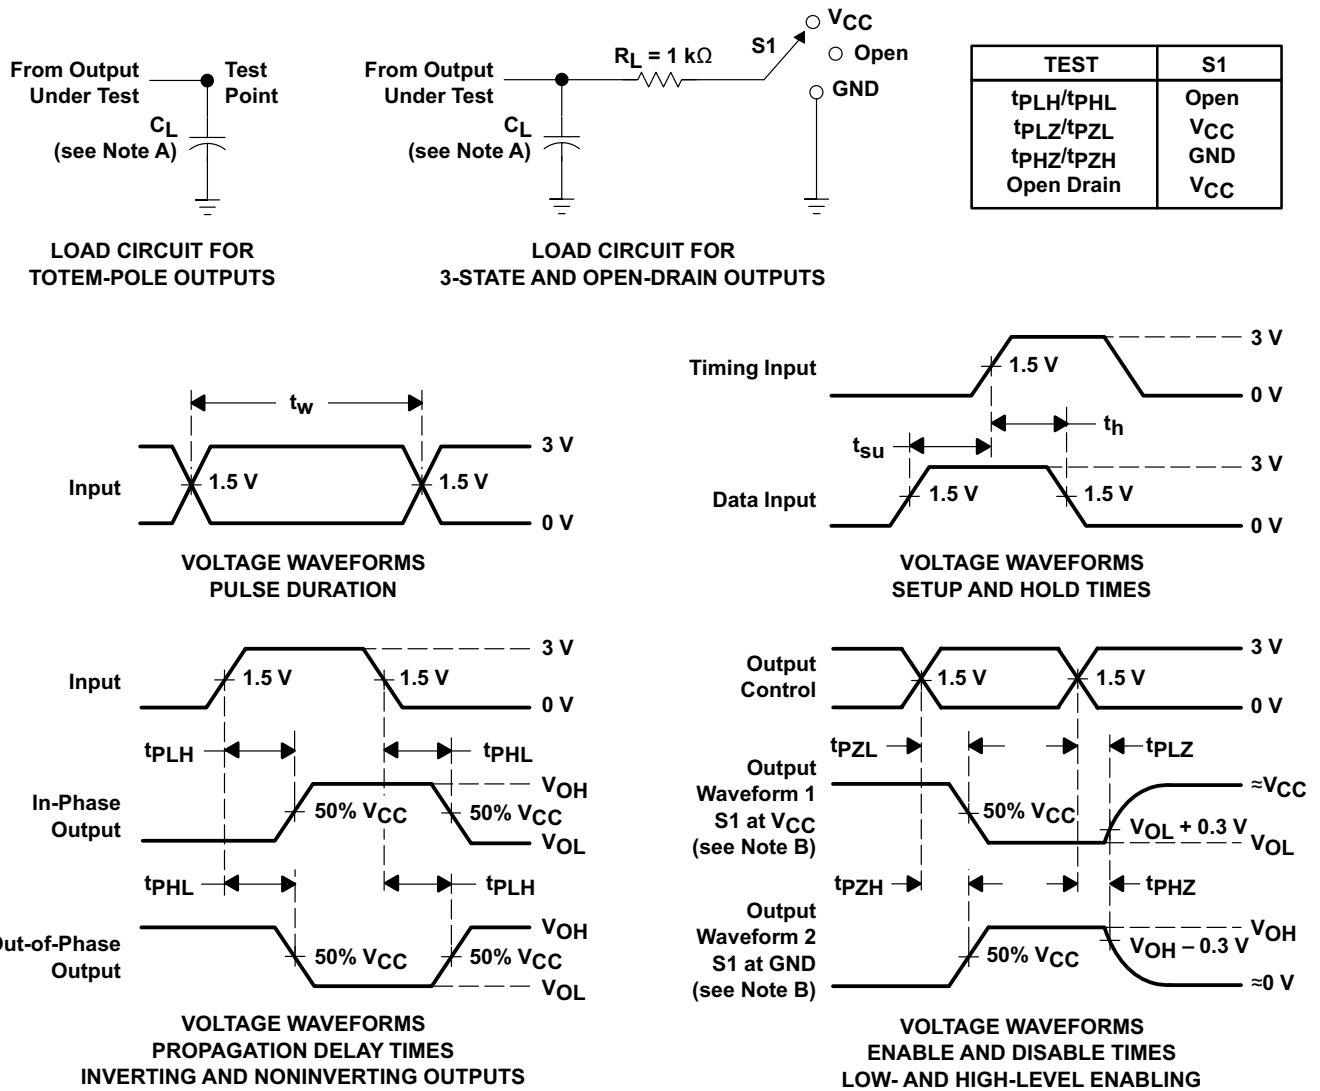 From Output
Under Test
Test
Point
CL
(see Note A)
LOAD CIRCUIT FOR
TOTEM-POLE OUTPUTS
From Output
Under Test
RL = 1 kΩ
S1
VCC
Open
GND
CL
(see Note A)
LOAD CIRCUIT FOR
3-STATE AND OPEN-DRAIN OUTPUTS
TEST S1
tPLH/tPHL Open
tPLZ/tPZL VCC
tPHZ/tPZH GND
Open Drain VCC
tw
Input
1.5 V
1.5 V
3 V
0 V
VOLTAGE WAVEFORMS
PULSE DURATION
Timing Input
1.5 V
3 V
0 V
tsu
th
Data Input
1.5 V
1.5 V
3 V
0 V
VOLTAGE WAVEFORMS
SETUP AND HOLD TIMES
Input
1.5 V
1.5 V
3 V
0 V
tPLH
tPHL
In-Phase
Output
50% VCC
50% VCC
VOH
VOL
tPHL
tPLH
Out-of-Phase
Output
50% VCC
50% VCC
VOH
VOL
VOLTAGE WAVEFORMS
PROPAGATION DELAY TIMES
INVERTING AND NONINVERTING OUTPUTS
Output
Control
1.5 V
1.5 V
3 V
0 V
tPZL
tPLZ
Output
Waveform 1
S1 at VCC
(see Note B)
50% VCC
VOL + 0.3 V
≈VCC
VOL
tPZH
tPHZ
Output
Waveform 2
S1 at GND
(see Note B)
50% VCC
VOH – 0.3 V
VOH
≈0 V
VOLTAGE WAVEFORMS
ENABLE AND DISABLE TIMES
LOW- AND HIGH-LEVEL ENABLING